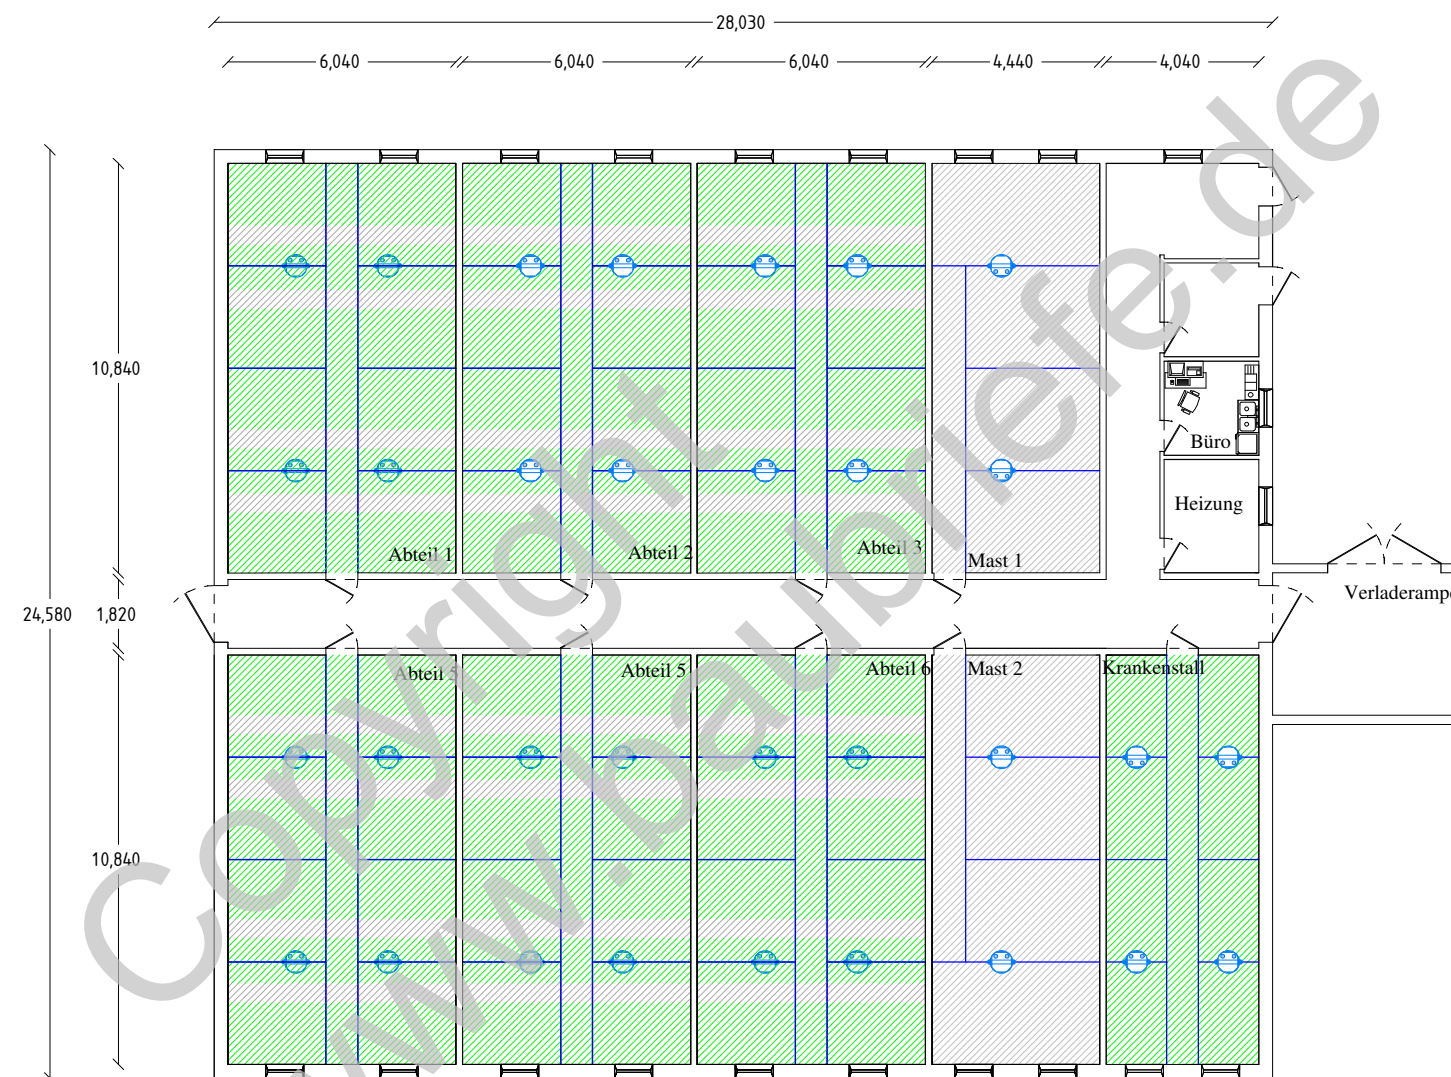 28,030
6,040
6,040
6,040
4,440
4,040
10,840
Büro
Heizung
Abteil 1
Abteil 2
Abteil 3
Mast 1
24,580
1,820
Verladerampe
Abteil 5
Abteil 5
Abteil 6
Mast 2
Krankenstall
10,840
Copyright
www.baubriefe.de